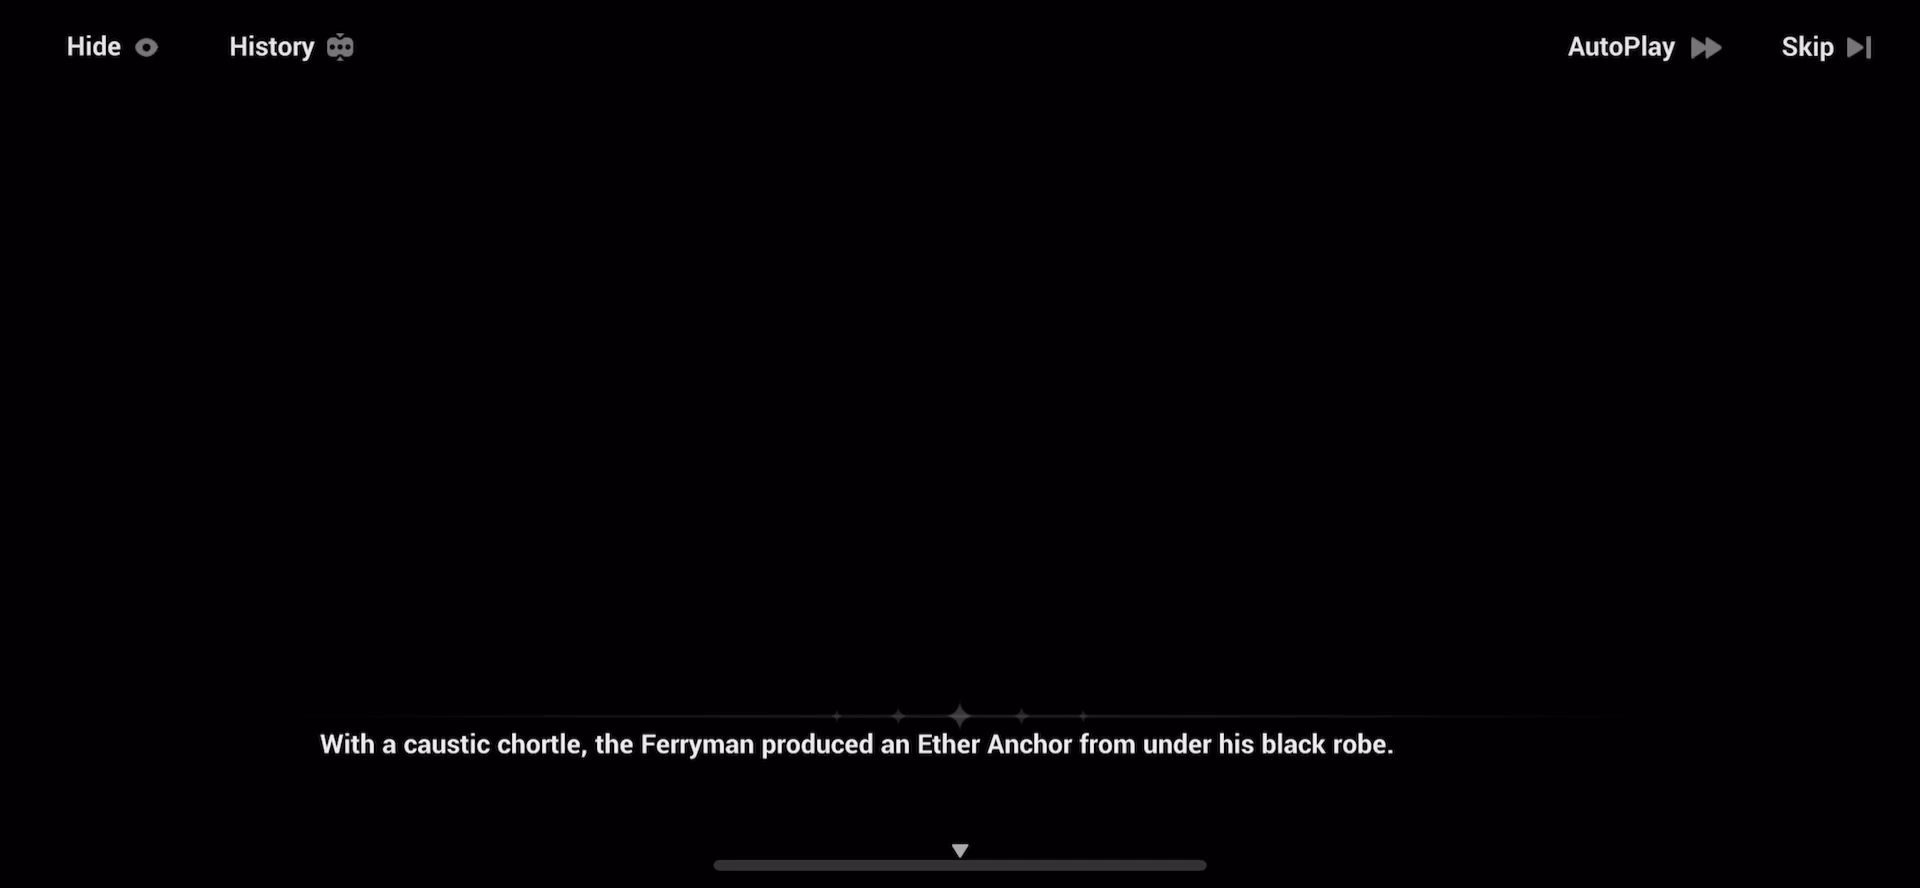 Hide
History
AutoPlay
Skip
With a caustic chortle, the Ferryman produced an Ether Anchor from under his black robe.